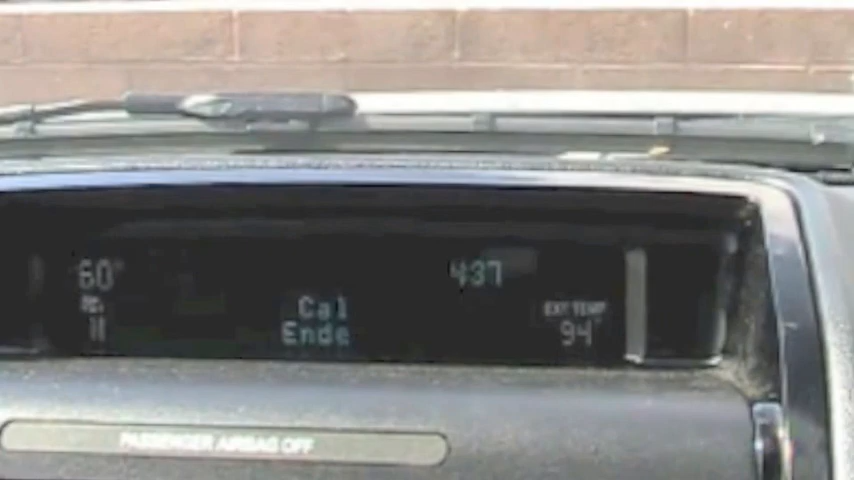 60°
437
Cal
EXT TEMP
Ende
94°
PASSENGER AIRBAG OFF